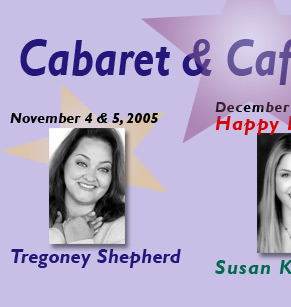 Cabaret & Caf
November 4 & 5, 2005
December
Happy
Tregoney Shepherd
Susan K